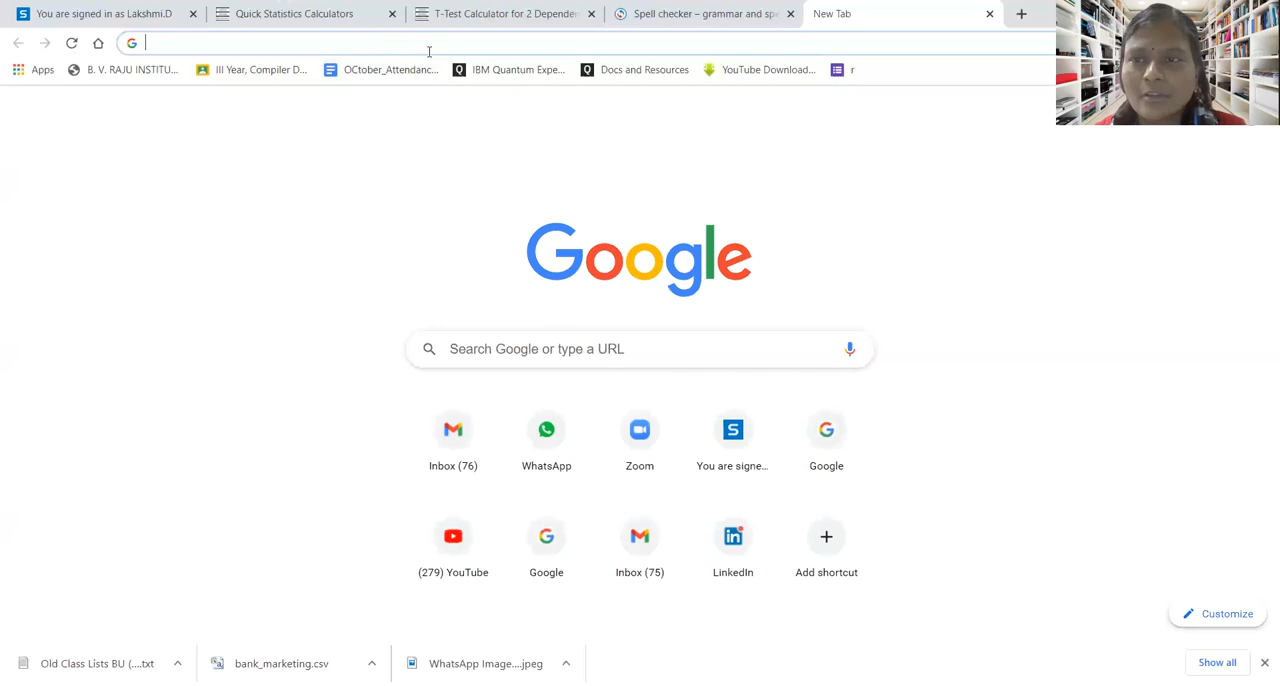 You are signed in as Lakshmi.D
Quick Statistics Calculators
T-Test Calculator for 2 Depender
Spell checker – grammar and spe
New Tab
Apps
B. V. RAJU INSTITU...
III Year, Compiler D...
OCtober_Attendanc...
IBM Quantum Expe...
Docs and Resources
YouTube Download...
r
Google
Search Google or type a URL
Inbox (76)
WhatsApp
Zoom
You are signe...
Google
(279) YouTube
Google
Inbox (75)
LinkedIn
Add shortcut
Customize
Old Class Lists BU (....txt
bank_marketing.csv
WhatsApp Image....jpeg
Show all